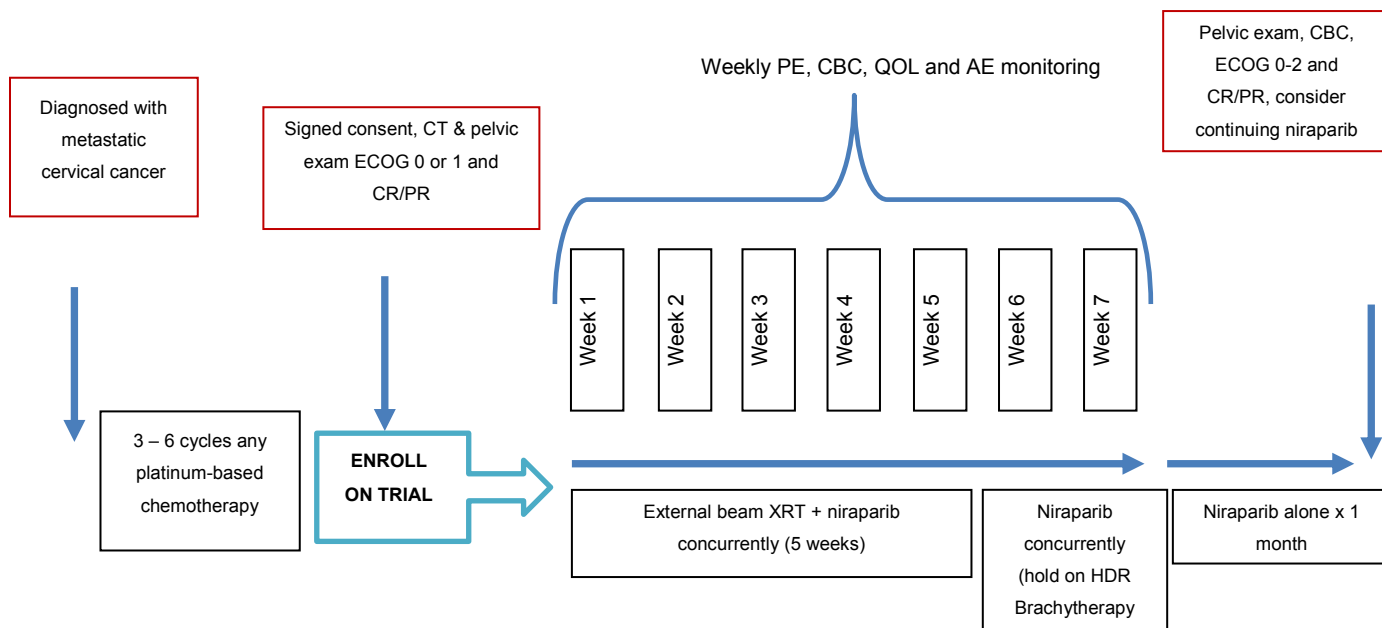 Diagnosed with
metastatic
cervical cancer
Signed consent, CT & pelvic
exam ECOG 0 or 1 and
CR/PR
Weekly PE, CBC, QOL and AE monitoring
Pelvic exam, CBC,
ECOG 0-2 and
CR/PR, consider
continuing niraparib
Week 1
Week 2
Week 3
Week 4
Week 5
Week 6
Week 7
3 – 6 cycles any
platinum-based
chemotherapy
ENROLL
ON TRIAL
External beam XRT + niraparib
concurrently (5 weeks)
Niraparib
concurrently
(hold on HDR
Brachytherapy
Niraparib alone x 1
month